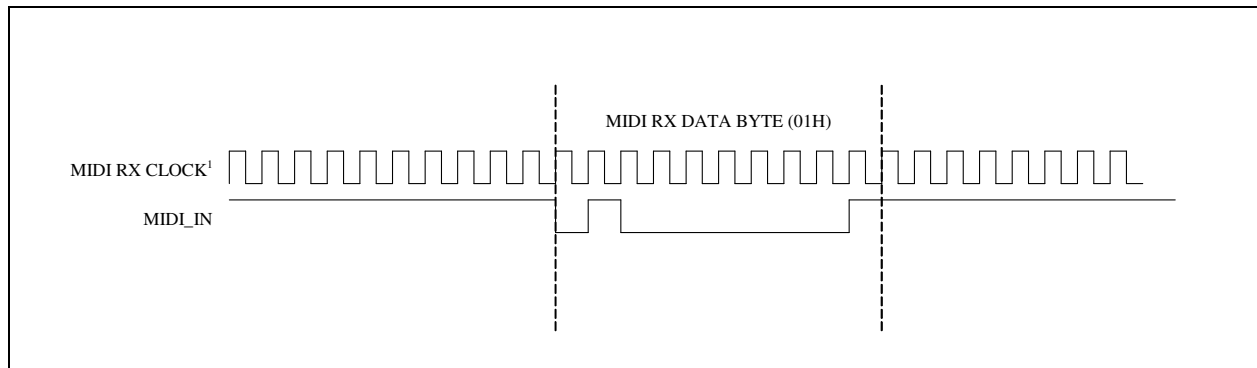 MIDI RX DATA BYTE (01H)
MIDI RX CLOCK¹
MIDI_IN